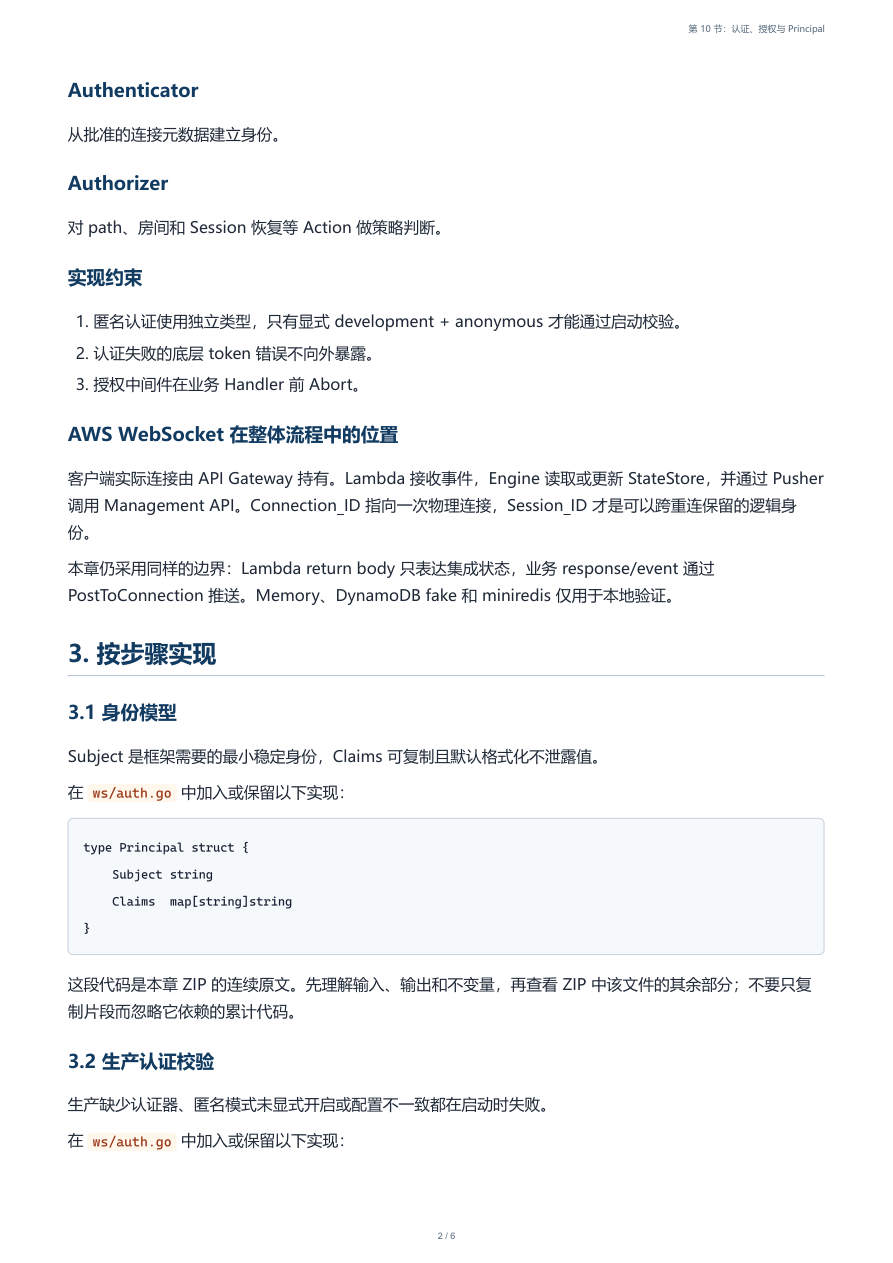 第 10 节：认证、授权与 Principal
Authenticator
从批准的连接元数据建立身份。
Authorizer
对 path、房间和 Session 恢复等 Action 做策略判断。
实现约束
1. 匿名认证使用独立类型，只有显式 development + anonymous 才能通过启动校验。
2. 认证失败的底层 token 错误不向外暴露。
3. 授权中间件在业务 Handler 前 Abort。
AWS WebSocket 在整体流程中的位置
客户端实际连接由 API Gateway 持有。Lambda 接收事件，Engine 读取或更新 StateStore，并通过 Pusher
调用 Management API。Connection_ID 指向一次物理连接，Session_ID 才是可以跨重连保留的逻辑身
份。
本章仍采用同样的边界：Lambda return body 只表达集成状态，业务 response/event 通过
PostToConnection 推送。Memory、DynamoDB fake 和 miniredis 仅用于本地验证。
3. 按步骤实现
3.1 身份模型
Subject 是框架需要的最小稳定身份，Claims 可复制且默认格式化不泄露值。
在 ws/auth.go 中加入或保留以下实现：
type Principal struct {
    Subject string
    Claims  map[string]string
}
这段代码是本章 ZIP 的连续原文。先理解输入、输出和不变量，再查看 ZIP 中该文件的其余部分；不要只复
制片段而忽略它依赖的累计代码。
3.2 生产认证校验
生产缺少认证器、匿名模式未显式开启或配置不一致都在启动时失败。
在 ws/auth.go 中加入或保留以下实现：
2 / 6